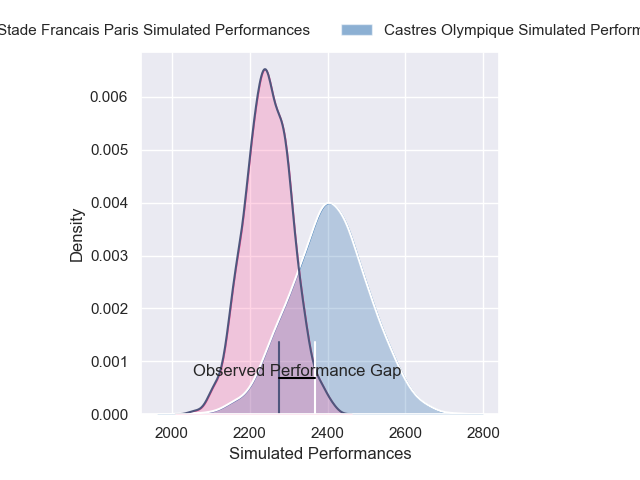 Stade Francais Paris Simulated Performances
Castres Olympique Simulated
0.006
0.005
0.004
0.003
0.002
0.001
0.000
Density
Observed Performance Gap
2000 2200 2400 2600 2800
Simulated Performances